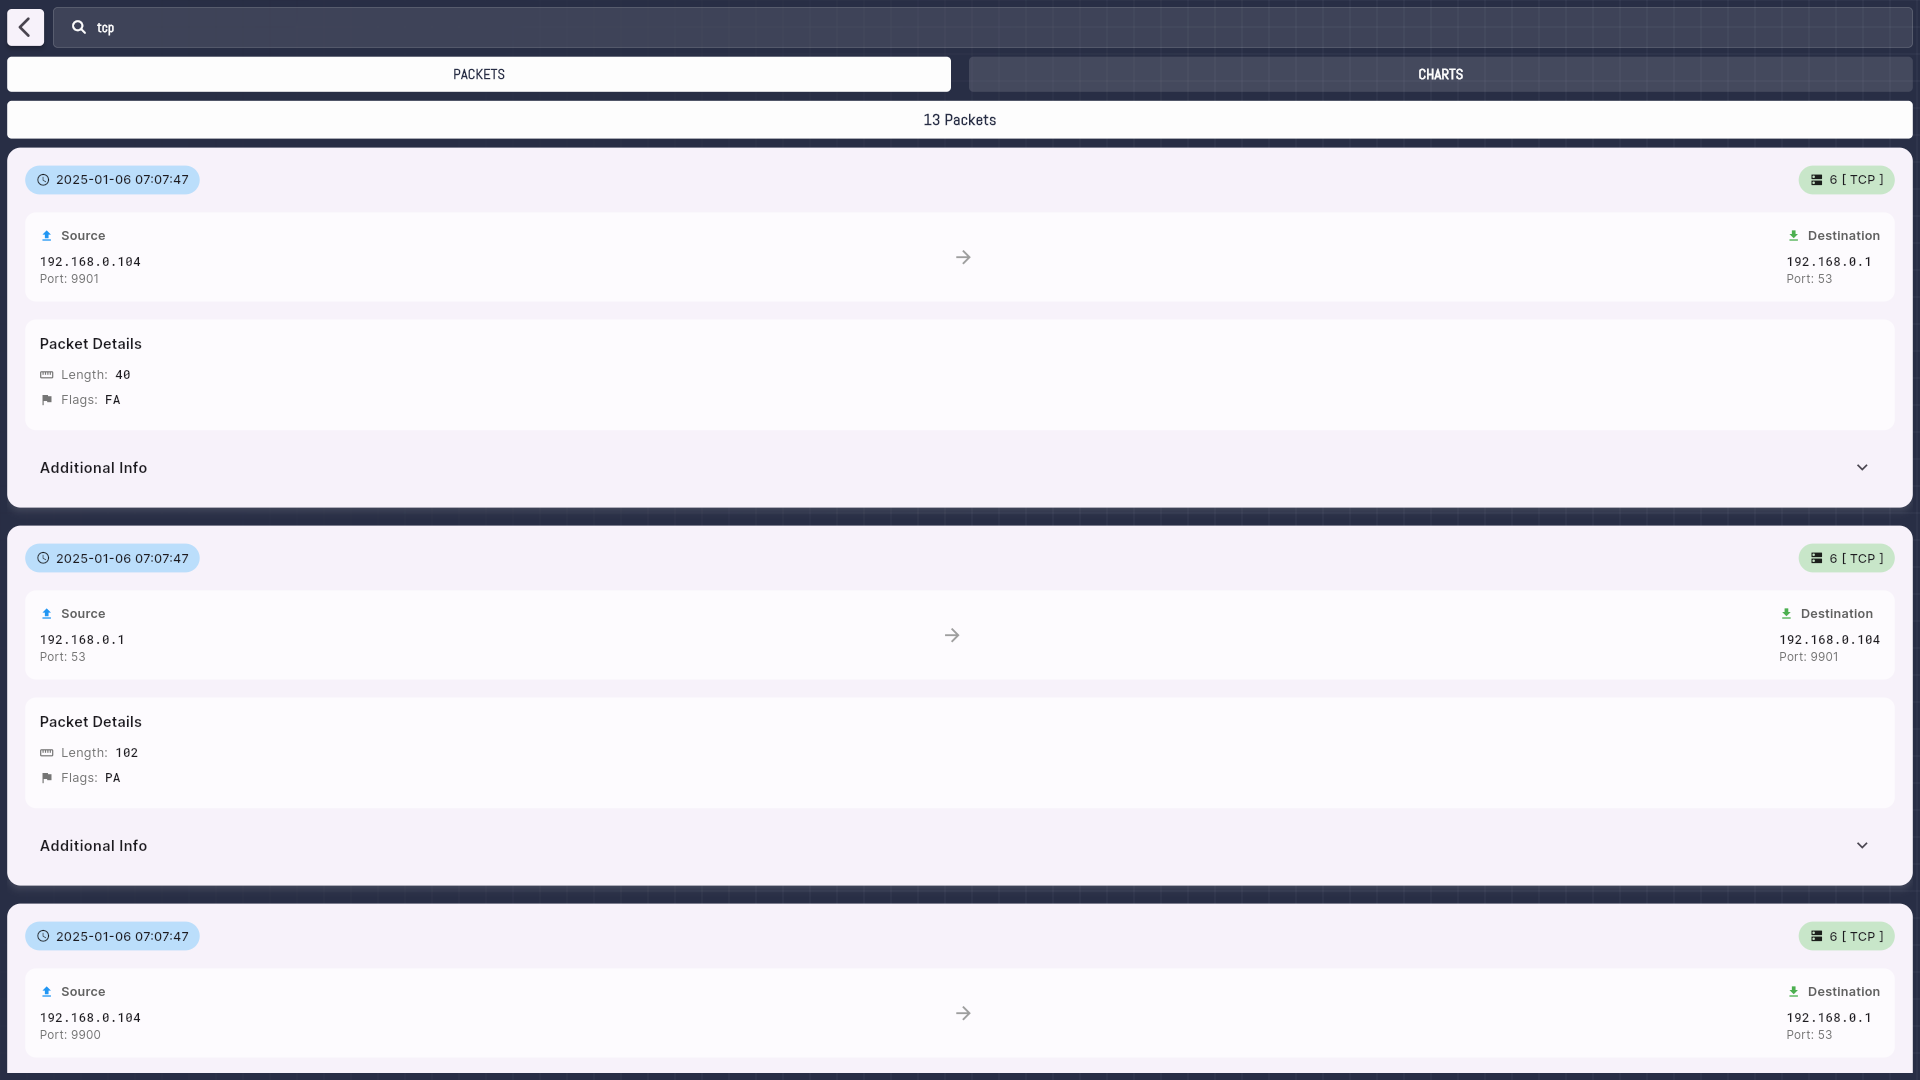 tcp
PACKETS
CHARTS
13 Packets
2025-01-06 07:07:47
6 [ TCP ]
Source
Destination
192.168.0.104
192.168.0.1
Port: 9901
Port: 53
Packet Details
Length: 40
Flags: FA
Additional Info
2025-01-06 07:07:47
6 [ TCP ]
Source
Destination
192.168.0.1
192.168.0.104
Port: 53
Port: 9901
Packet Details
Length: 102
Flags: PA
Additional Info
2025-01-06 07:07:47
6 [ TCP ]
Source
Destination
192.168.0.104
192.168.0.1
Port: 9900
Port: 53